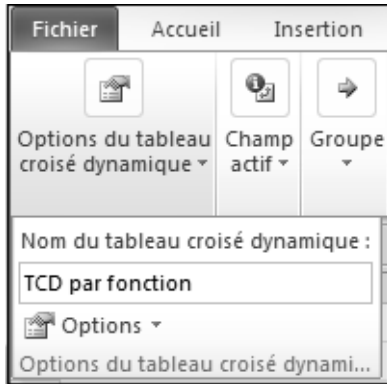 Fichier Accueil Insertion
Options du tableau Champ Groupe
croisé dynamique actif
Nom du tableau croisé dynamique :
TCD par fonction
Options
Options du tableau croisé dynami...